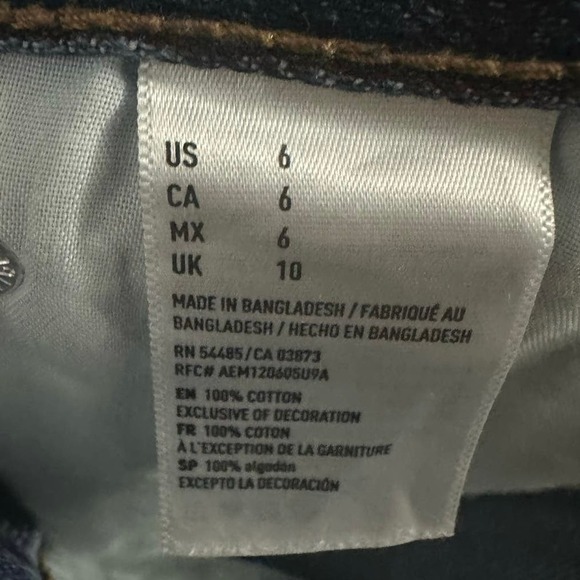 US 6
CA 6
MX 6
UK 10
MADE IN BANGLADESH / FABRIQUÉ AU
BANGLADESH / HECHO EN BANGLADESH
RN 54485/CA 03873
RFC# AEM120605U9A
EN 100% COTTON
EXCLUSIVE OF DECORATION
FR 100% COTON
À L'EXCEPTION DE LA GARNITURE
SP 100% algodón
EXCEPTO LA DECORACIÓN